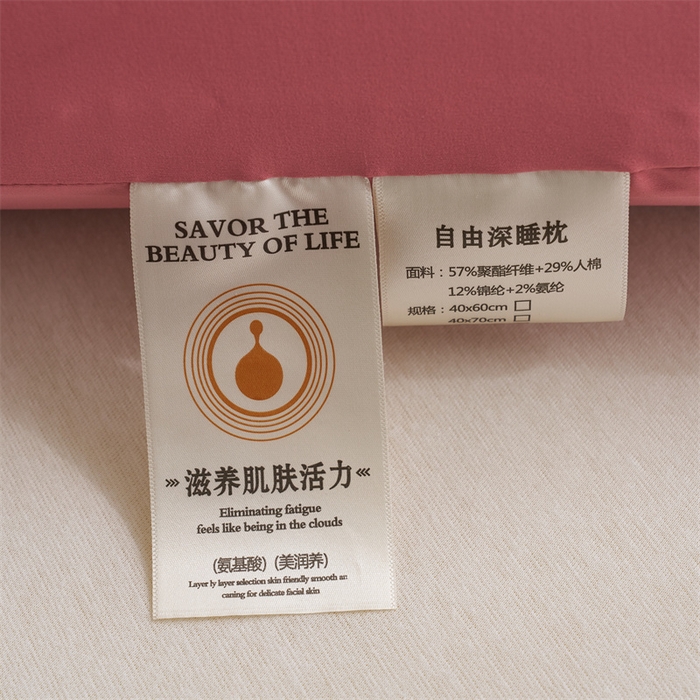 SAVOR THE
BEAUTY OF LIFE
»»滋养肌肤活力««
Eliminating fatigue
feels like being in the clouds
(氨基酸) (美润养)
Layer ly layer selection skin friendly smooth an
caning for delicate facial skin
自由深睡枕
面料：57%聚酯纤维+29%人棉
12%锦纶+2%氨纶
规格：40x60cm
40x70cm